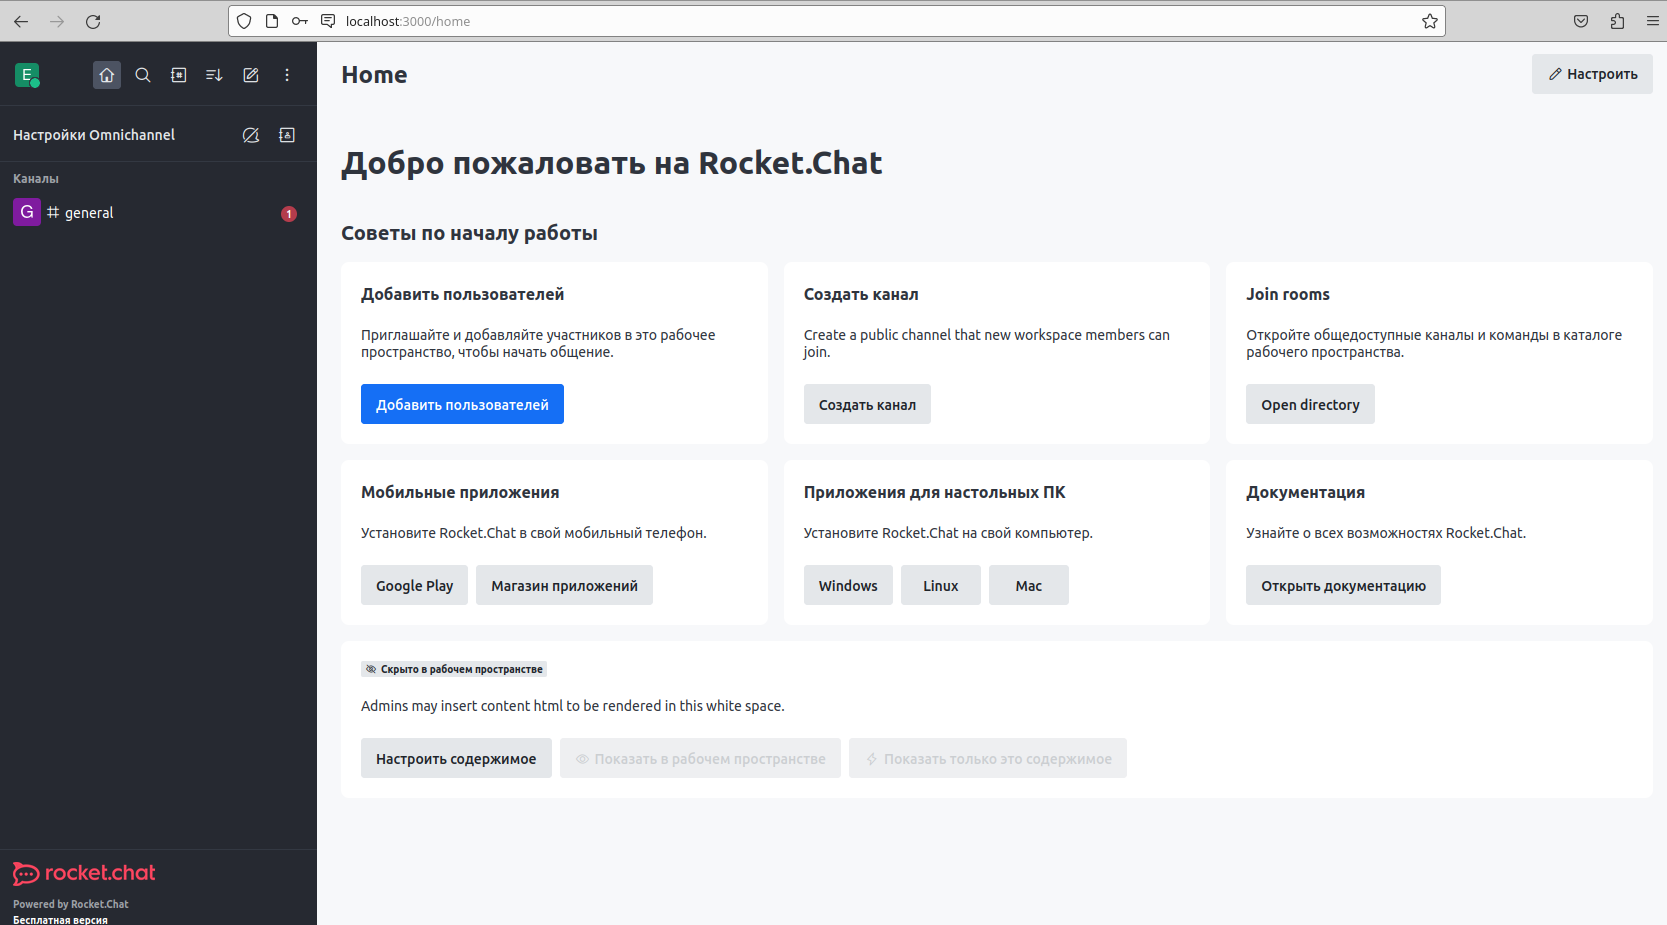 localhost:3000/home
E
Home
Настроить
Настройки Omnichannel
Каналы
G general
1
Добро пожаловать на Rocket.Chat
Советы по началу работы
Добавить пользователей
Приглашайте и добавляйте участников в это рабочее
пространство, чтобы начать общение.
Добавить пользователей
Создать канал
Create a public channel that new workspace members can
join.
Создать канал
Join rooms
Откройте общедоступные каналы и команды в каталоге
рабочего пространства.
Open directory
Мобильные приложения
Установите Rocket.Chat в свой мобильный телефон.
Google Play Магазин приложений
Приложения для настольных ПК
Установите Rocket.Chat на свой компьютер.
Windows Linux Mac
Документация
Узнайте о всех возможностях Rocket.Chat.
Открыть документацию
Скрыто в рабочем пространстве
Admins may insert content html to be rendered in this white space.
Настроить содержимое Показать в рабочем пространстве Показать только это содержимое
rocket.chat
Powered by Rocket.Chat
Бесплатная версия